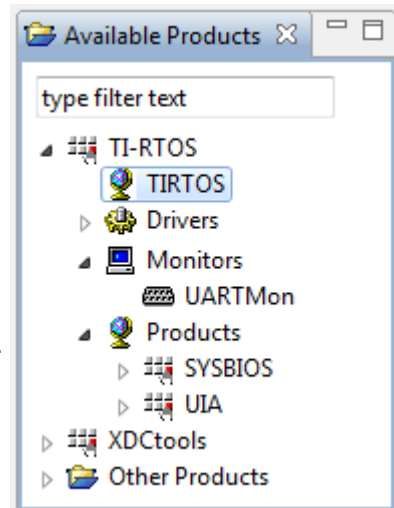 Available Products
type filter text
TI-RTOS
TIRTOS
Drivers
Monitors
UARTMon
Products
SYSBIOS
UIA
XDCtools
Other Products